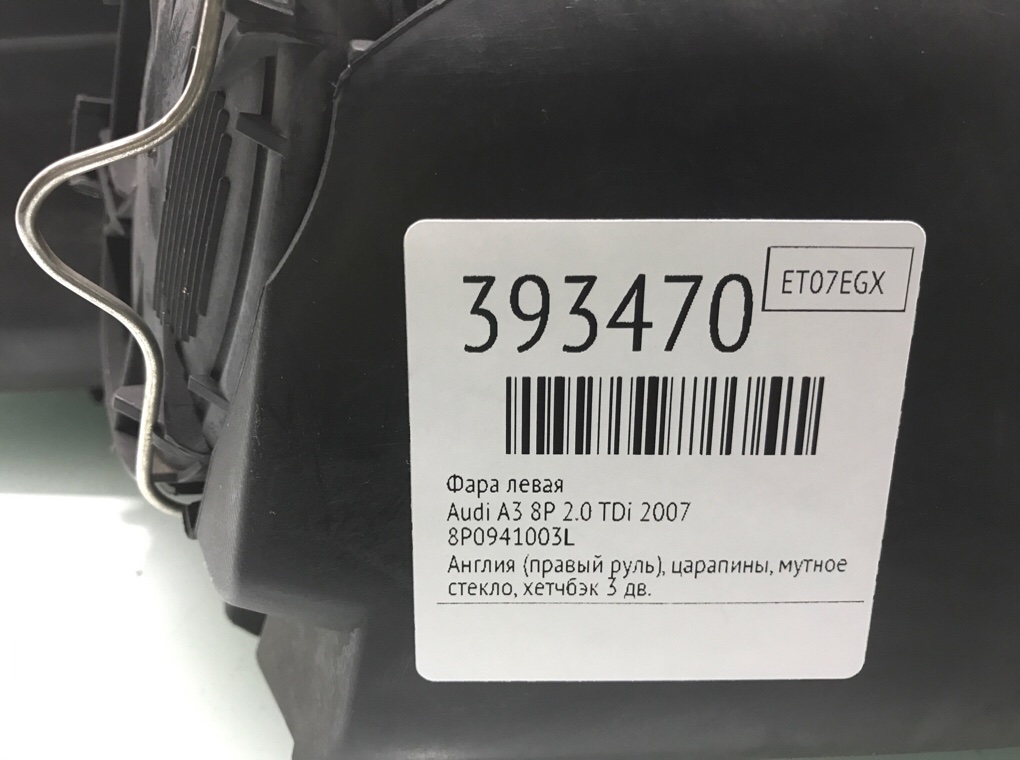 393470
ET07EGX
Фара левая
Audi A3 8P 2.0 TDi 2007
8P0941003L
Англия (правый руль), царапины, мутное
стекло, хетчбэк 3 дв.